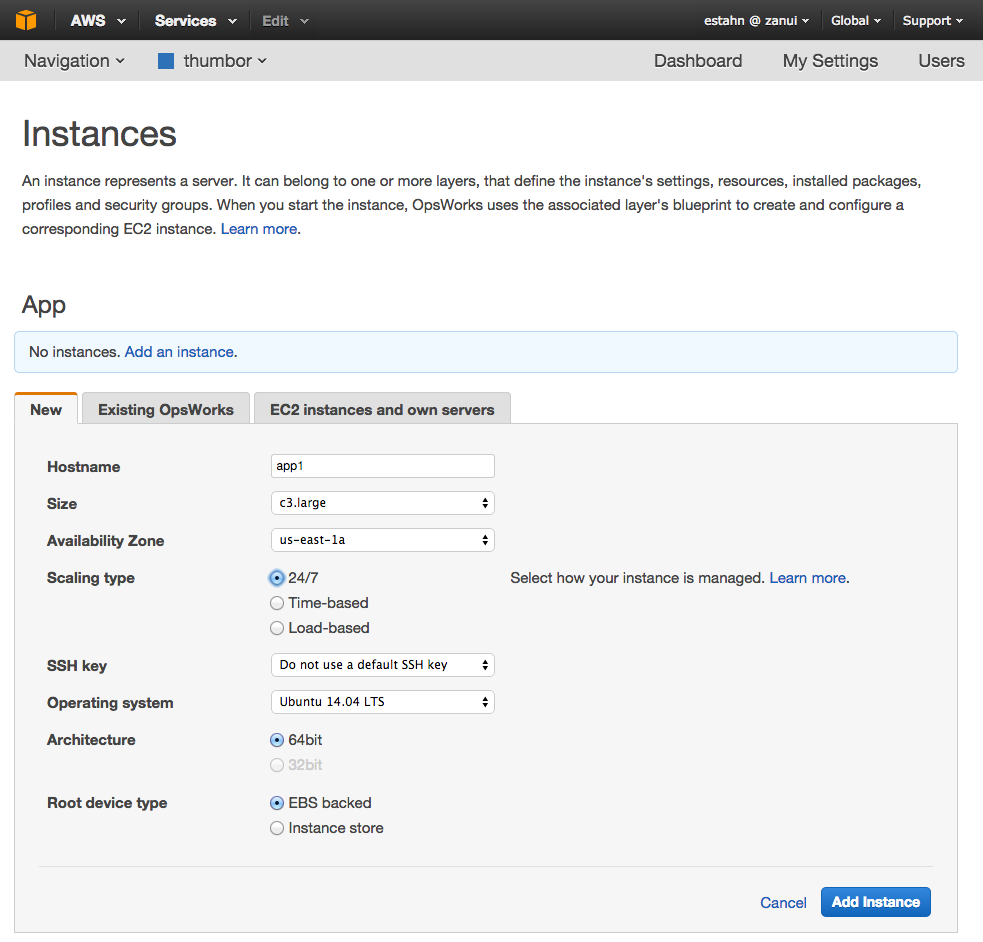 AWS Services Edit estahn @ zanui Global Support
Navigation thumbor Dashboard My Settings Users
Instances
An instance represents a server. It can belong to one or more layers, that define the instance's settings, resources, installed packages,
profiles and security groups. When you start the instance, OpsWorks uses the associated layer's blueprint to create and configure a
corresponding EC2 instance. Learn more.
App
No instances. Add an instance.
New Existing OpsWorks EC2 instances and own servers
Hostname app1
Size c3.large
Availability Zone us-east-1a
Scaling type 24/7 Select how your instance is managed. Learn more.
Time-based
Load-based
SSH key Do not use a default SSH key
Operating system Ubuntu 14.04 LTS
Architecture 64bit
32bit
Root device type EBS backed
Instance store
Cancel Add Instance